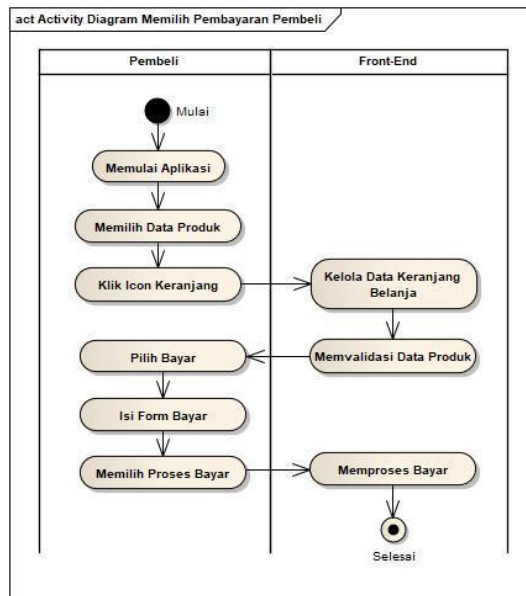 act Activity Diagram Memilih Pembayaran Pembeli
Pembeli
Front-End
Mulai
Memulai Aplikasi
Memilih Data Produk
Klik Icon Keranjang
Kelola Data Keranjang
Belanja
Memvalidasi Data Produk
Pilih Bayar
Isi Form Bayar
Memilih Proses Bayar
Memproses Bayar
Selesai